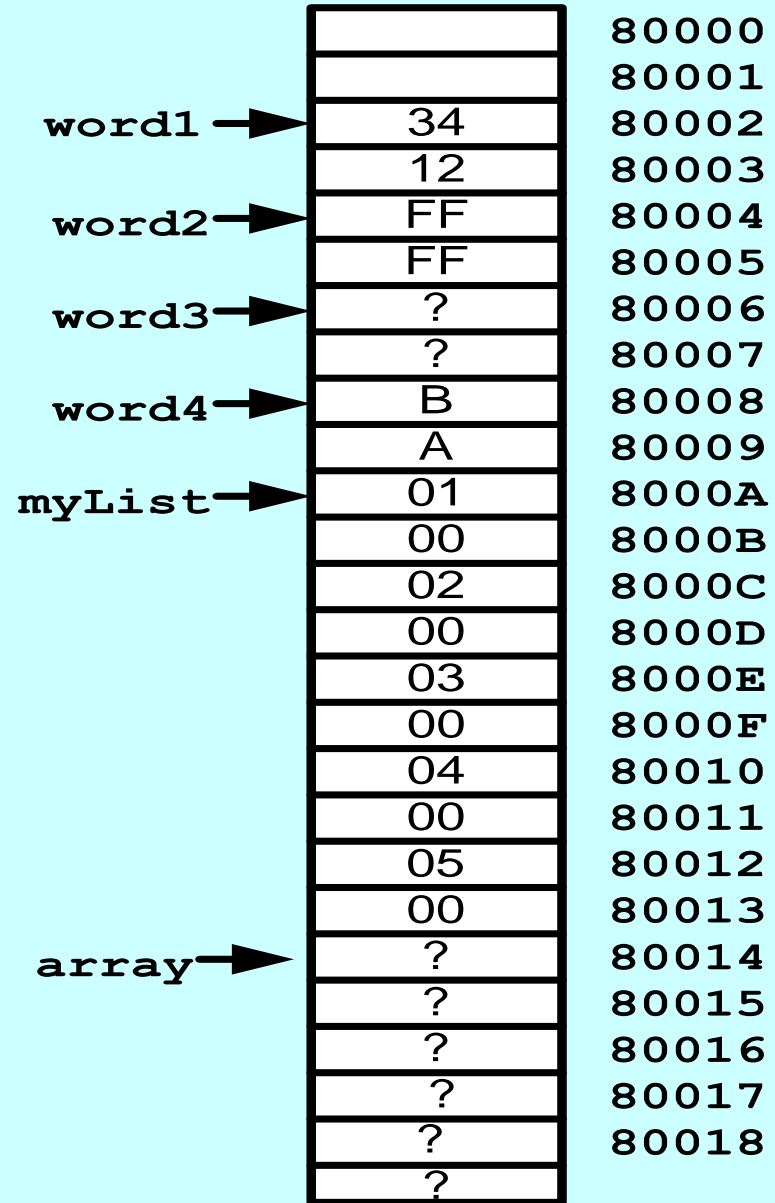 80000
80001
word1 34 80002
12 80003
word2 FF 80004
FF 80005
word3 ? 80006
? 80007
word4 B 80008
A 80009
myList 01 8000A
00 8000B
02 8000C
00 8000D
03 8000E
00 8000F
04 80010
00 80011
05 80012
00 80013
array ? 80014
? 80015
? 80016
? 80017
? 80018
?